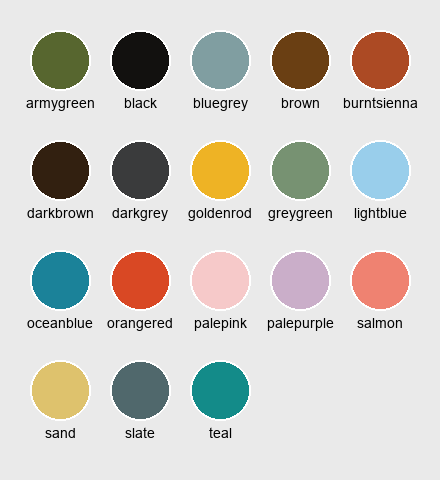 armygreen black bluegrey brown burntsienna
darkbrown darkgrey goldenrod greygreen lightblue
oceanblue orangered palepink palepurple salmon
sand slate teal